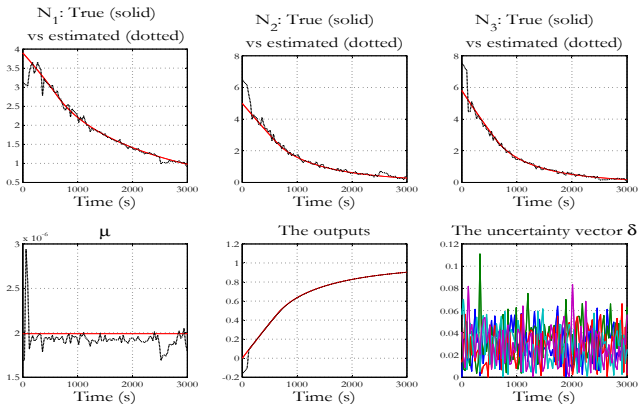 N1: True (solid)
vs estimated (dotted)
N2: True (solid)
vs estimated (dotted)
N3: True (solid)
vs estimated (dotted)
4
3.5
3
2.5
2
1.5
1
0.5
0 1000 2000 3000
Time (s)
8
6
4
2
0
0 1000 2000 3000
Time (s)
8
6
4
2
0
0 1000 2000 3000
Time (s)
μ
x 10-6
3
2.5
2
1.5
0 1000 2000 3000
Time (s)
The outputs
1.2
1
0.8
0.6
0.4
0.2
0
-0.2
0 1000 2000 3000
Time (s)
The uncertainty vector δ
0.12
0.1
0.08
0.06
0.04
0.02
0
0 1000 2000 3000
Time (s)